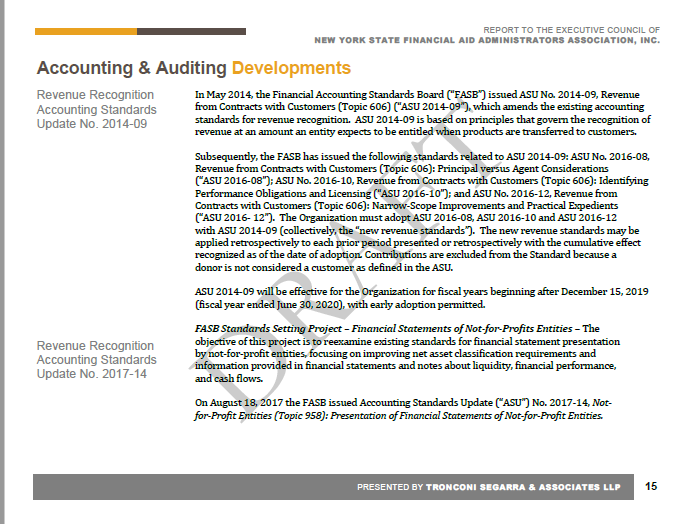 REPORT TO THE EXECUTIVE COUNCIL OF
NEW YORK STATE FINANCIAL AID ADMINISTRATORS ASSOCIATION, INC.
Accounting & Auditing Developments
Revenue Recognition
Accounting Standards
Update No. 2014-09
In May 2014, the Financial Accounting Standards Board ("FASB") issued ASU No. 2014-09, Revenue
from Contracts with Customers (Topic 606) ("ASU 2014-09"), which amends the existing accounting
standards for revenue recognition. ASU 2014-09 is based on principles that govern the recognition of
revenue at an amount an entity expects to be entitled when products are transferred to customers.
Subsequently, the FASB has issued the following standards related to ASU 2014-09: ASU No. 2016-08,
Revenue from Contracts with Customers (Topic 606): Principal versus Agent Considerations
("ASU 2016-08"); ASU No. 2016-10, Revenue from Contracts with Customers (Topic 606): Identifying
Performance Obligations and Licensing ("ASU 2016-10"); and ASU No. 2016-12, Revenue from
Contracts with Customers (Topic 606): Narrow-Scope Improvements and Practical Expedients
("ASU 2016- 12"). The Organization must adopt ASU 2016-08, ASU 2016-10 and ASU 2016-12
with ASU 2014-09 (collectively, the "new revenue standards"). The new revenue standards may be
applied retrospectively to each prior period presented or retrospectively with the cumulative effect
recognized as of the date of adoption. Contributions are excluded from the Standard because a
donor is not considered a customer as defined in the ASU.
ASU 2014-09 will be effective for the Organization for fiscal years beginning after December 15, 2019
(fiscal year ended June 30, 2020), with early adoption permitted.
Revenue Recognition
Accounting Standards
Update No. 2017-14
FASB Standards Setting Project – Financial Statements of Not-for-Profits Entities – The
objective of this project is to reexamine existing standards for financial statement presentation
by not-for-profit entities, focusing on improving net asset classification requirements and
information provided in financial statements and notes about liquidity, financial performance,
and cash flows.
On August 18, 2017 the FASB issued Accounting Standards Update ("ASU") No. 2017-14, Not-
for-Profit Entities (Topic 958): Presentation of Financial Statements of Not-for-Profit Entities.
DRAFT
PRESENTED BY TRONCONI SEGARRA & ASSOCIATES LLP
15